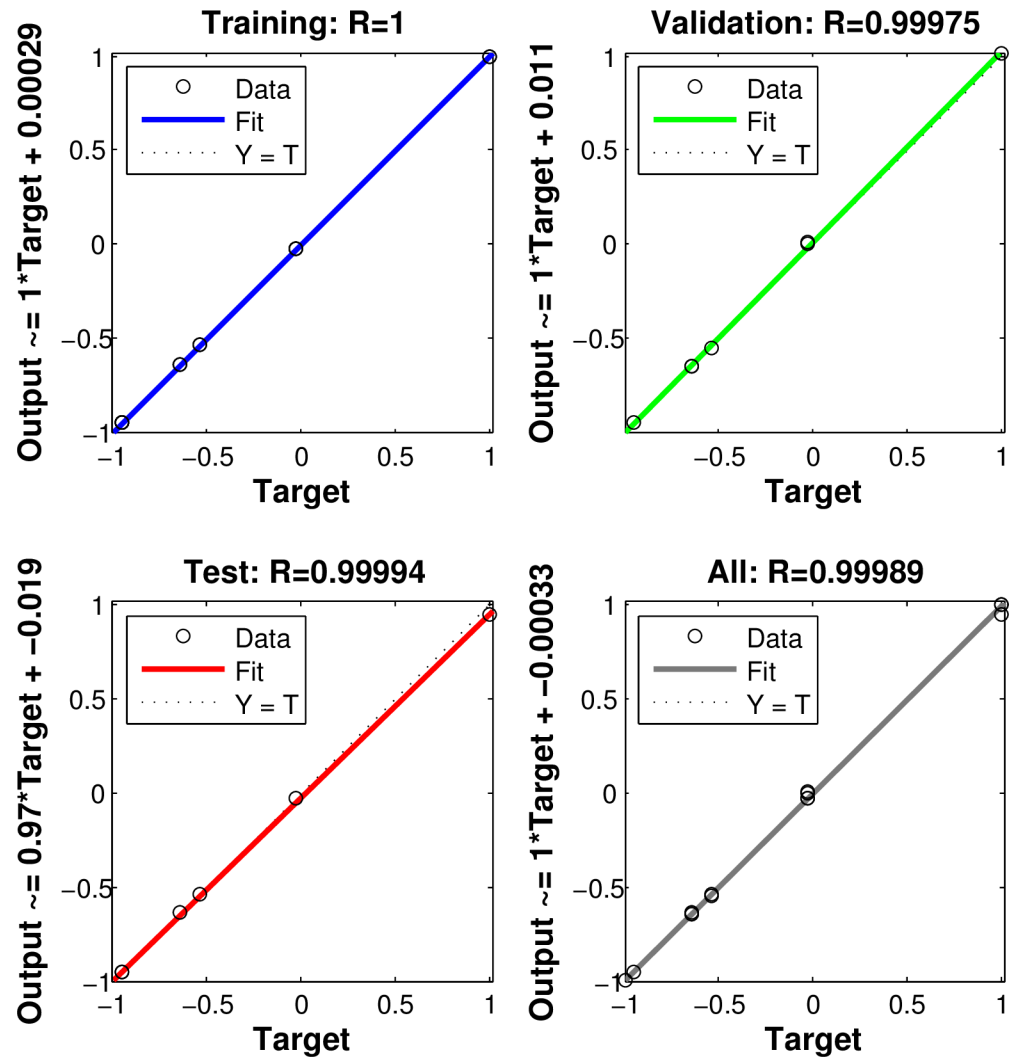 Training: R=1
Output ~= 1*Target + 0.00029
1
0.5
0
−0.5
−1
Data
Fit
Y = T
−1 −0.5 0 0.5 1
Target
Validation: R=0.99975
Output ~= 1*Target + 0.011
1
0.5
0
−0.5
−1
Data
Fit
Y = T
−1 −0.5 0 0.5 1
Target
Test: R=0.99994
Output ~= 0.97*Target + −0.019
1
0.5
0
−0.5
−1
Data
Fit
Y = T
−1 −0.5 0 0.5 1
Target
All: R=0.99989
Output ~= 1*Target + −0.00033
1
0.5
0
−0.5
−1
Data
Fit
Y = T
−1 −0.5 0 0.5 1
Target